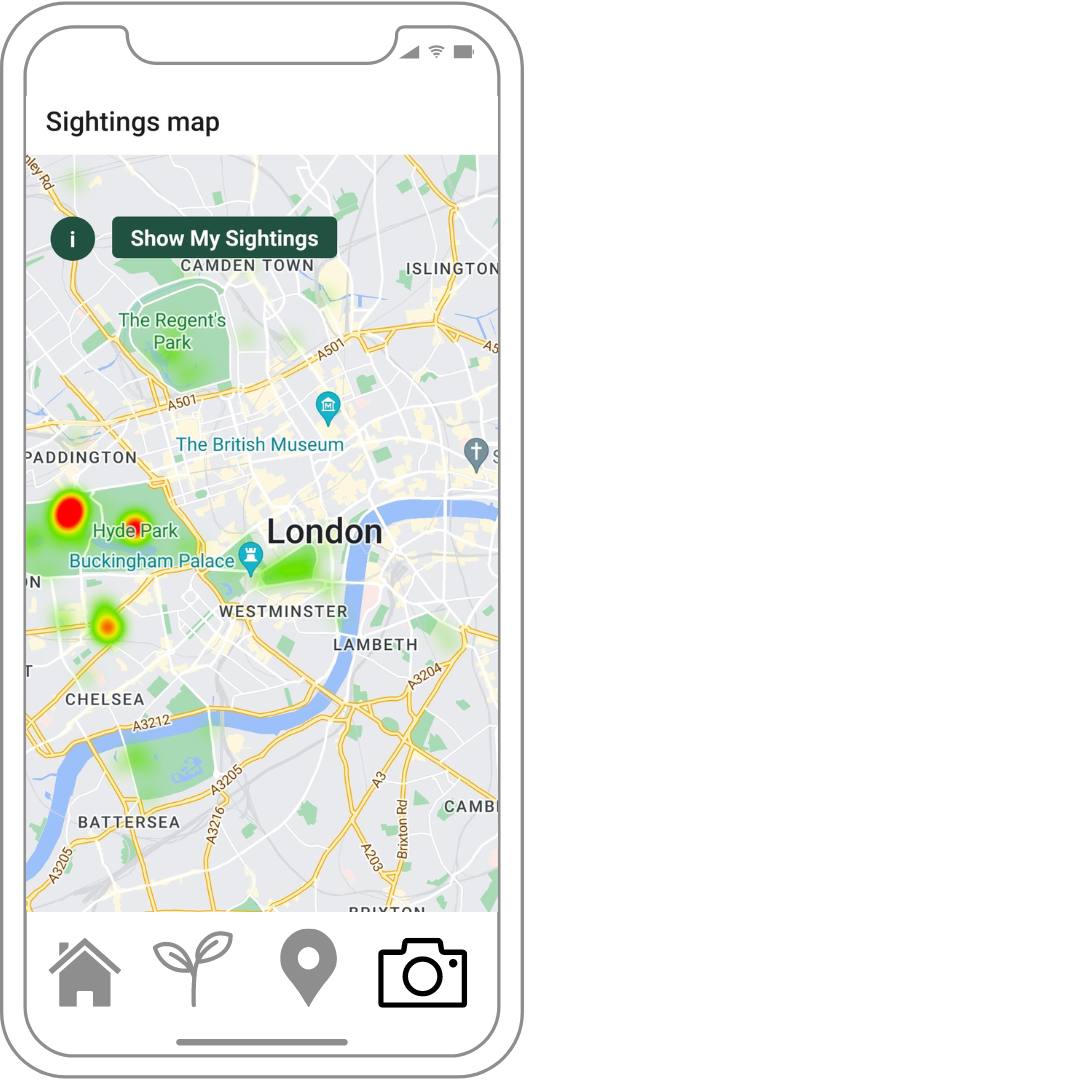 Sightings map
i
Show My Sightings
CAMDEN TOWN
ISLINGTON
The Regent's
Park
A501
A501
The British Museum
PADDINGTON
Hyde Park
London
Buckingham Palace
WESTMINSTER
LAMBETH
A3204
CHELSEA
A3212
A3205
A3
BATTERSEA
A3216
Brixton Rd
A203
A3205
BRIXTON